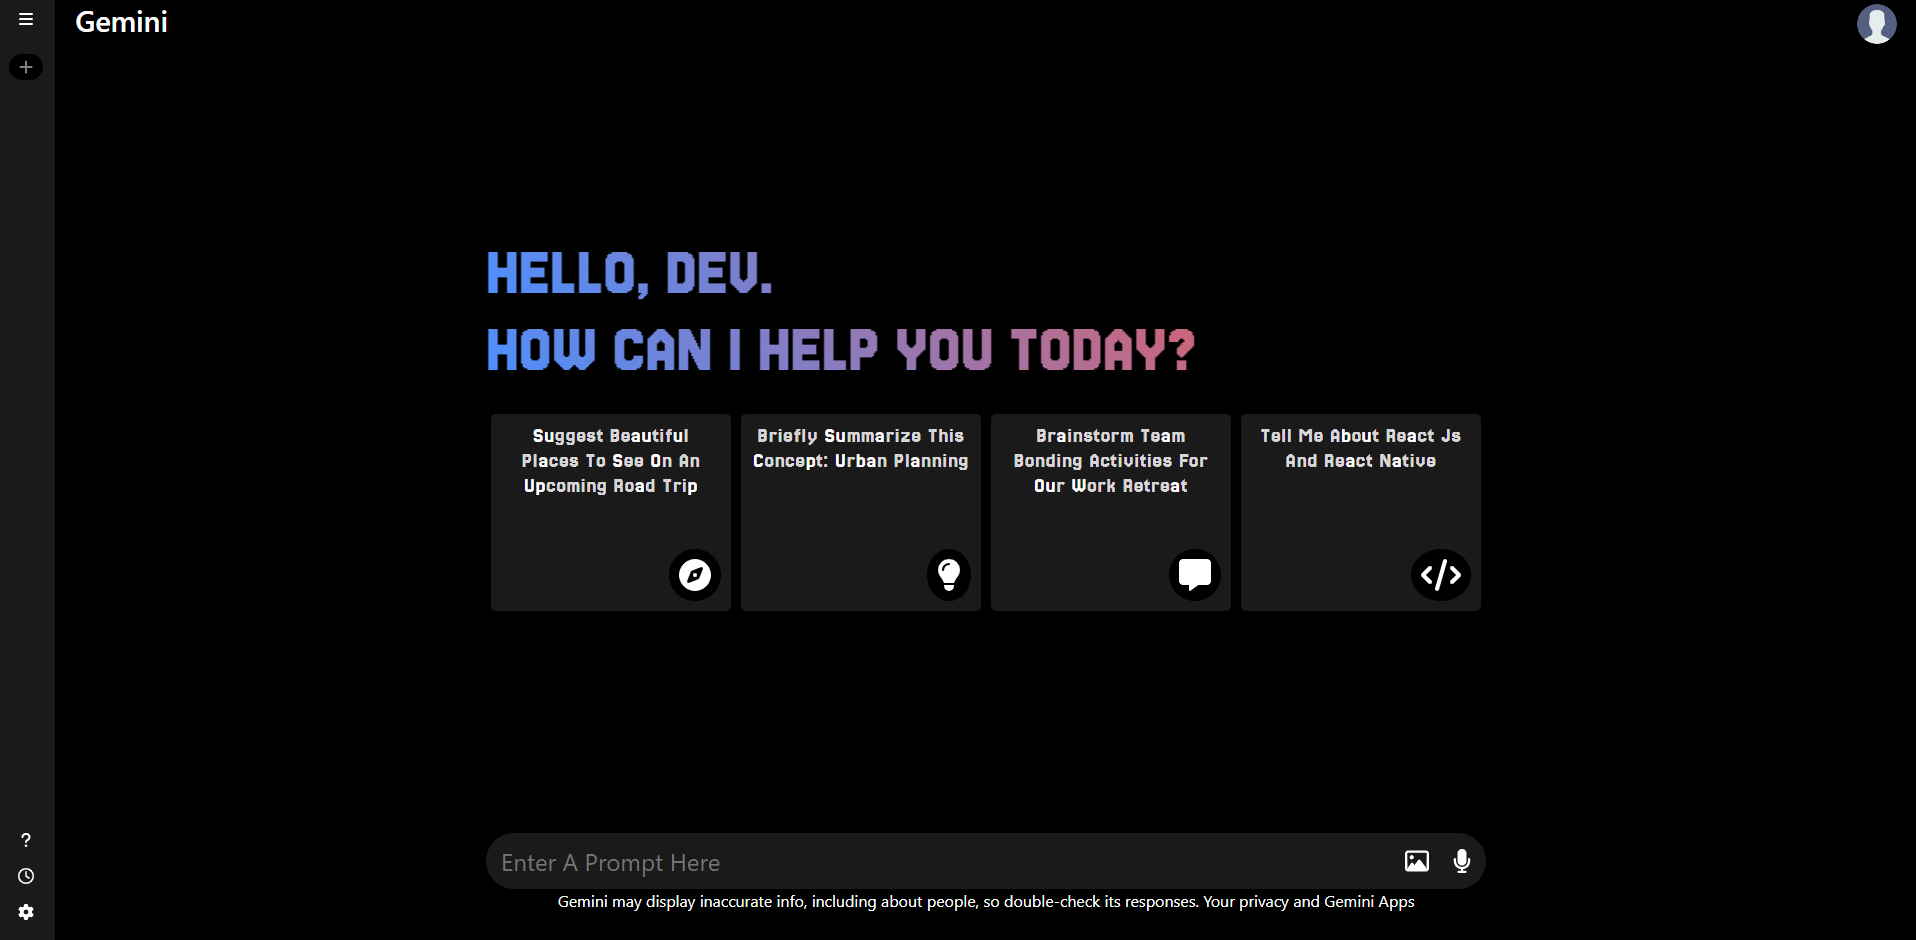 Gemini
HELLO, DEV.
HOW CAN I HELP YOU TODAY?
Suggest Beautiful
Places To See On An
Upcoming Road Trip
Briefly Summarize This
Concept: Urban Planning
Brainstorm Team
Bonding Activities For
Our Work Retreat
Tell Me About React Js
And React Native
Enter A Prompt Here
Gemini may display inaccurate info, including about people, so double-check its responses. Your privacy and Gemini Apps